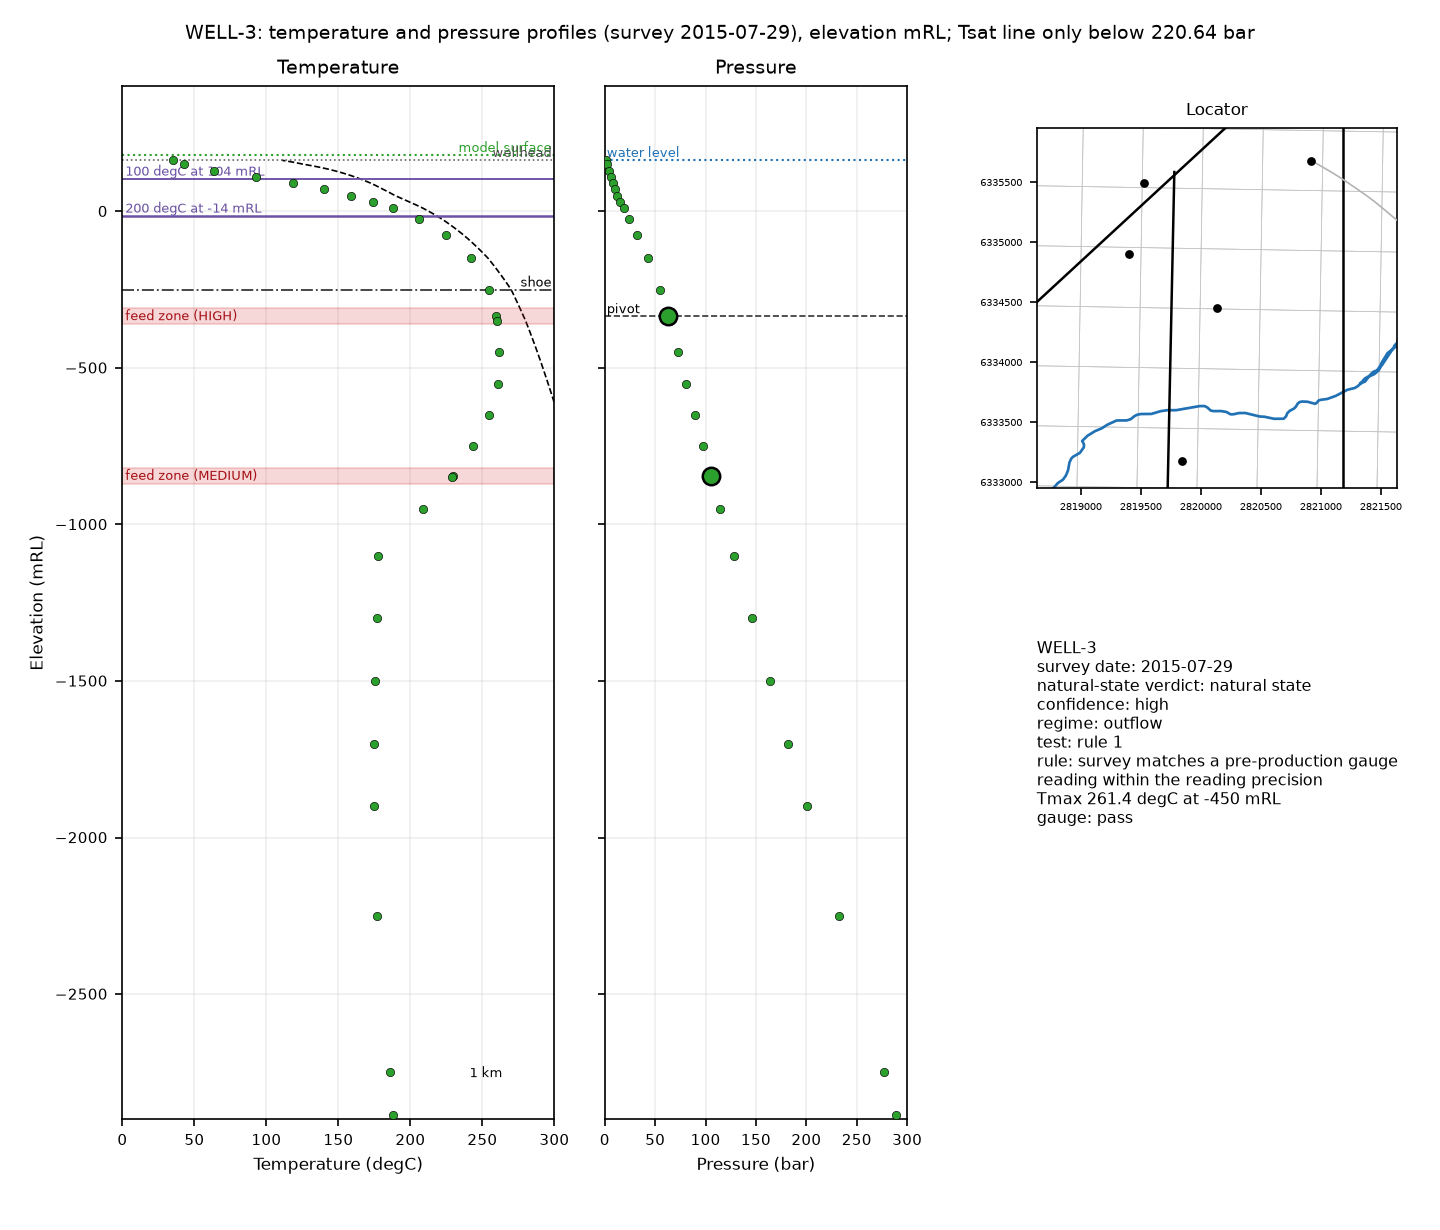 WELL-3: temperature and pressure profiles (survey 2015-07-29), elevation mRL; Tsat line only below 220.64 bar
Temperature
Pressure
Locator
model surface
wellhead
water level
100 degC at 104 mRL
200 degC at -14 mRL
shoe
feed zone (HIGH)
pivot
feed zone (MEDIUM)
1 km
0
−500
−1000
−1500
−2000
−2500
Elevation (mRL)
0 50 100 150 200 250 300
Temperature (degC)
0 50 100 150 200 250 300
Pressure (bar)
6335500
6335000
6334500
6334000
6333500
6333000
2819000 2819500 2820000 2820500 2821000 2821500
WELL-3
survey date: 2015-07-29
natural-state verdict: natural state
confidence: high
regime: outflow
test: rule 1
rule: survey matches a pre-production gauge
reading within the reading precision
Tmax 261.4 degC at -450 mRL
gauge: pass